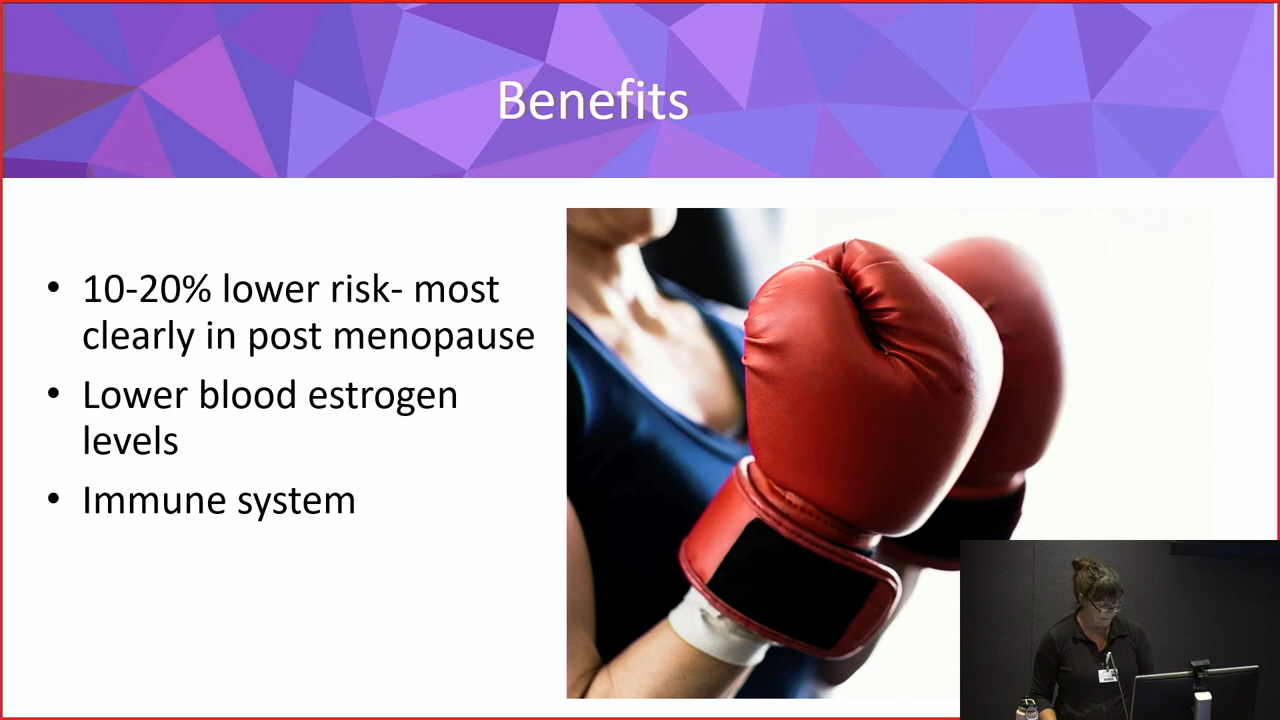 Benefits
• 10-20% lower risk- most
clearly in post menopause
• Lower blood estrogen
levels
• Immune system